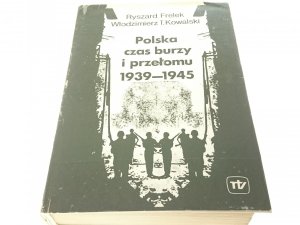 Ryszard Frelek
Włodzimierz T. Kowalski
Polska
czas burzy
i przełomu
1939-1945